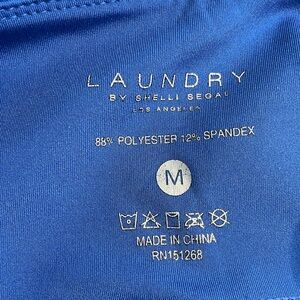 LAUNDRY
BY SHELLI SEGAL
LOS ANGELES
88% POLYESTER 12% SPANDEX
M
MADE IN CHINA
RN151268